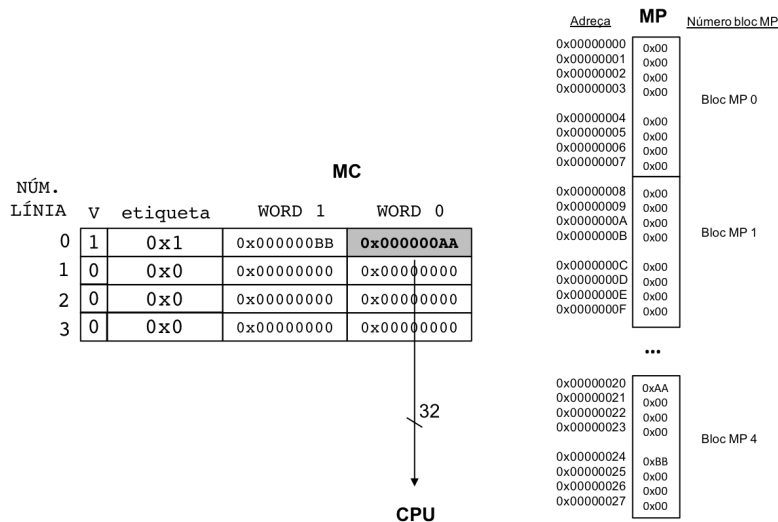 Adreça MP Número bloc MP
0x00000000 0x00
0x00000001 0x00
0x00000002 0x00
0x00000003 0x00
Bloc MP 0
0x00000004 0x00
0x00000005 0x00
0x00000006 0x00
0x00000007 0x00
0x00000008 0x00
0x00000009 0x00
0x0000000A 0x00
0x0000000B 0x00
Bloc MP 1
0x0000000C 0x00
0x0000000D 0x00
0x0000000E 0x00
0x0000000F 0x00
...
0x00000020 0xAA
0x00000021 0x00
0x00000022 0x00
0x00000023 0x00
Bloc MP 4
0x00000024 0xBB
0x00000025 0x00
0x00000026 0x00
0x00000027 0x00
MC
NÚM.
LÍNIA V etiqueta WORD 1 WORD 0
0 1 0x1 0x000000BB 0x000000AA
1 0 0x0 0x00000000 0x00000000
2 0 0x0 0x00000000 0x00000000
3 0 0x0 0x00000000 0x00000000
32
CPU